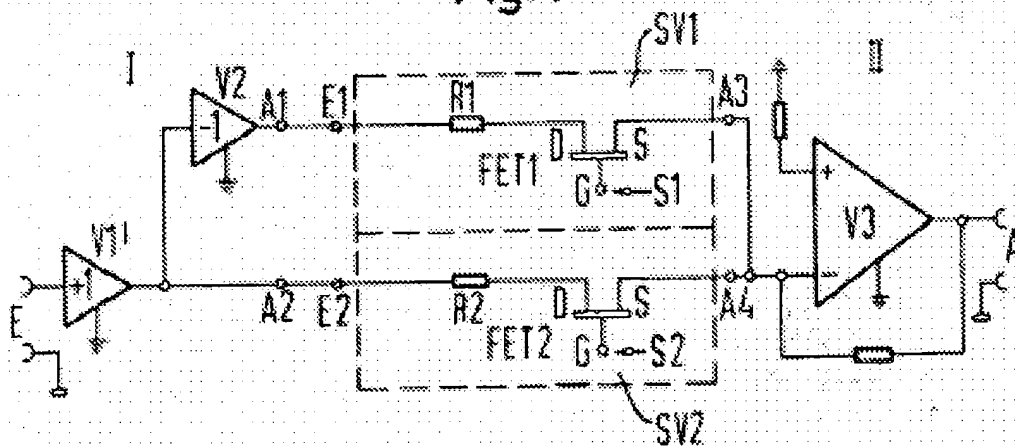 Fig.
SV1
I
II
V2
A1
E1
R1
A3
-1
D
S
FET1
G
S1
+
V1'
V3
+1
A
-
E
A2
E2
R2
D
S
A4
FET2
G
S2
SV2